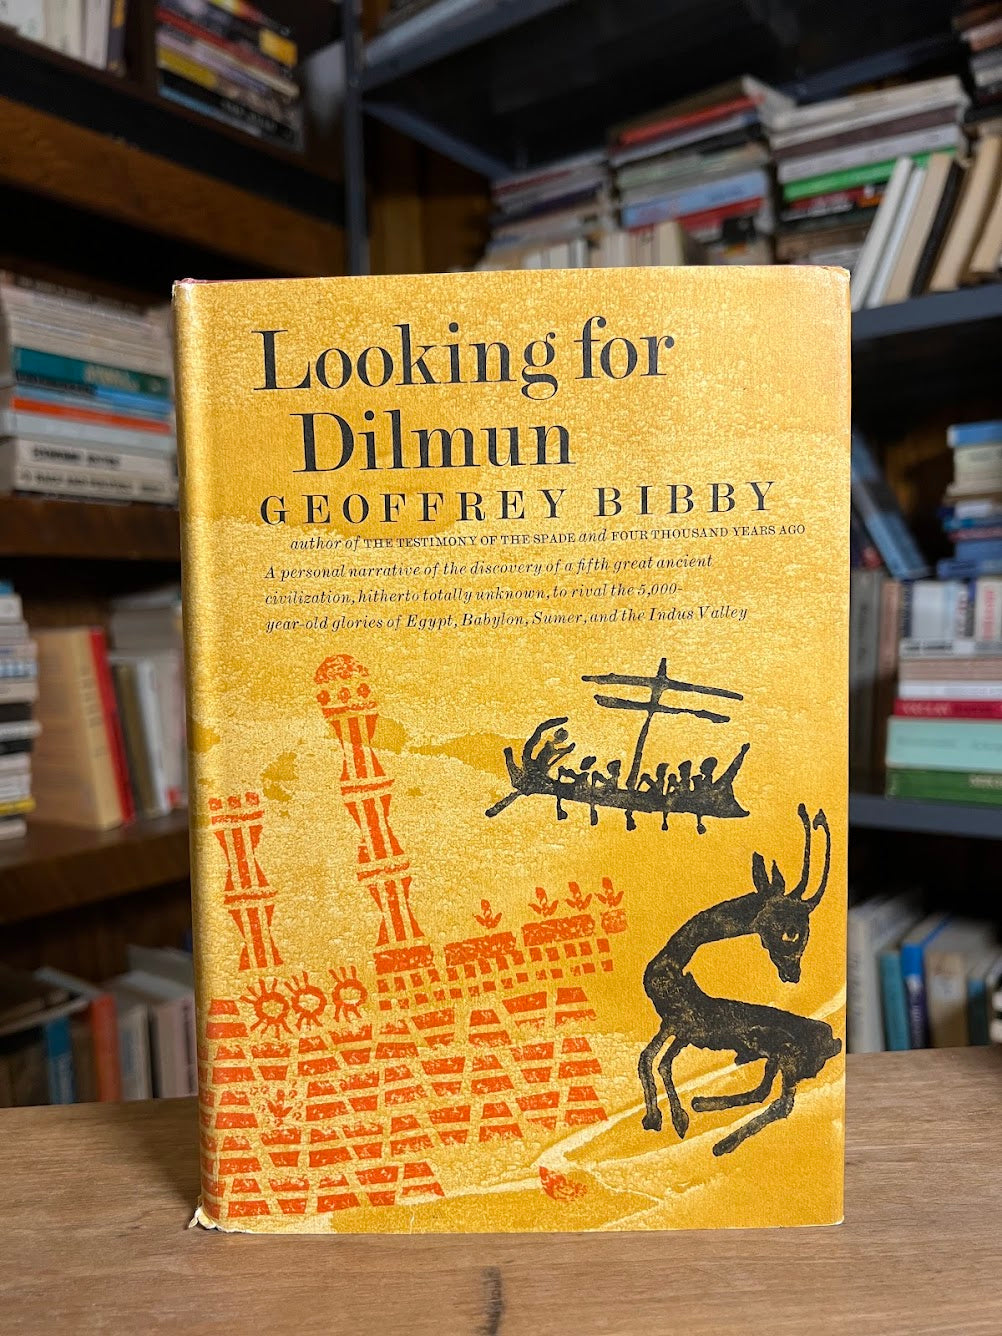 Looking for
Dilmun
GEOFFREY BIBBY
author of THE TESTIMONY OF THE SPADE and FOUR THOUSAND YEARS AGO
A personal narrative of the discovery of a fifth great ancient
civilization, hitherto totally unknown, to rival the 5,000-
year-old glories of Egypt, Babylon, Sumer, and the Indus Valley